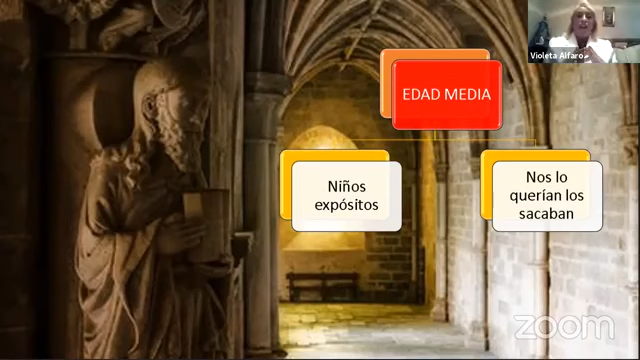 Violeta Alfaro
EDAD MEDIA
Niños
expósitos
Nos lo
querían los
sacaban
zoom